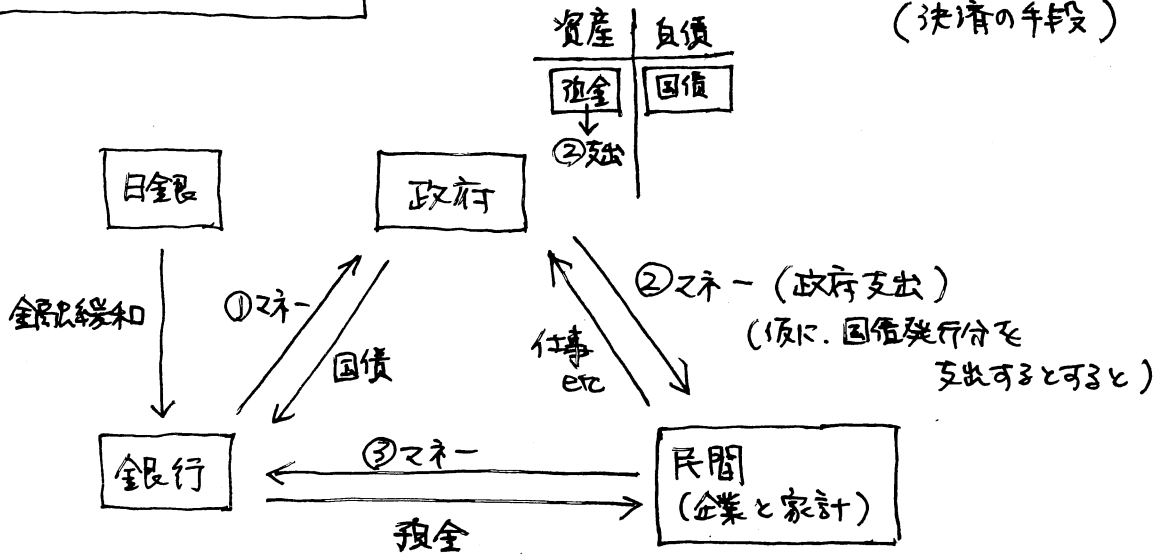 (決済の手段)
資産 負債
預金 国債
②支出
日銀
政府
金融緩和
①マネー
国債
仕事
etc
②マネー(政府支出)
(仮に、国債発行分を
支出するとすると)
銀行
③マネー
預金
民間
(企業と家計)